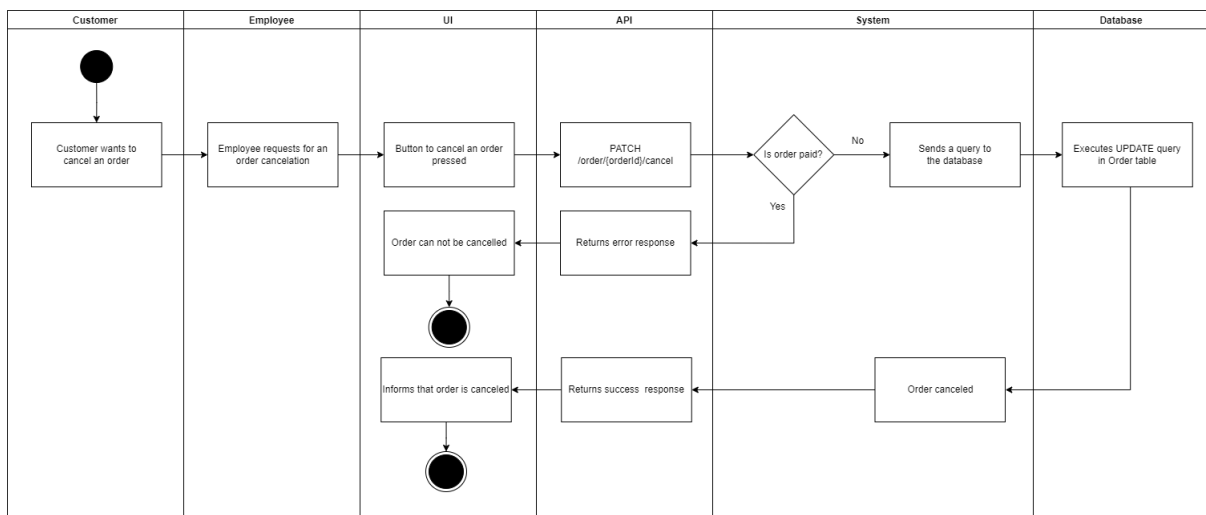 Customer
Employee
UI
API
System
Database
Customer wants to
cancel an order
Employee requests for an
order cancelation
Button to cancel an order
pressed
PATCH
/order/{orderId}/cancel
Is order paid?
No
Sends a query to
the database
Executes UPDATE query
in Order table
Yes
Order can not be cancelled
Returns error response
Informs that order is canceled
Returns success response
Order canceled